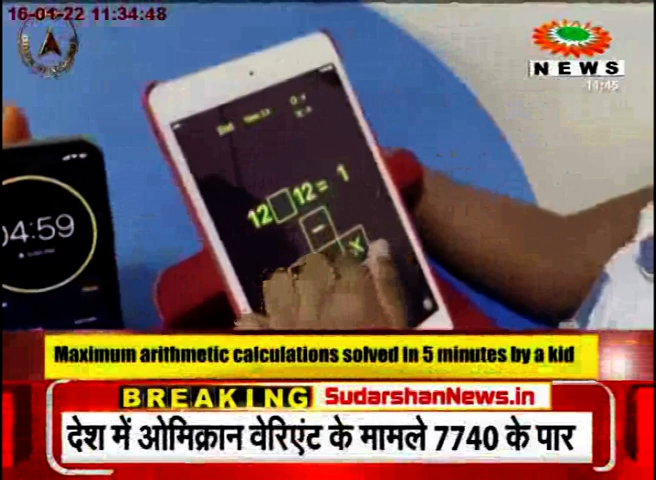 16-01-22 11:34:48
NEWS
11:45
04:59
12 12 = 1
-
x
Maximum arithmetic calculations solved in 5 minutes by a kid
BREAKING SudarshanNews.in
देश में ओमिक्रान वेरिएंट के मामले 7740 के पार